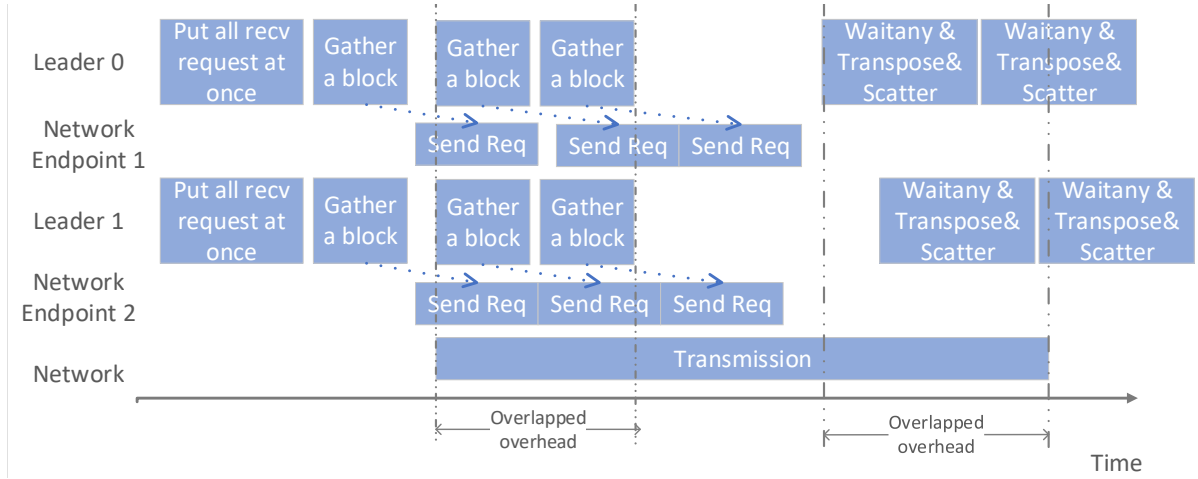 Leader 0
Put all recv
request at
once
Gather
a block
Gather
a block
Gather
a block
Waitany &
Transpose&
Scatter
Waitany &
Transpose&
Scatter
Network
Endpoint 1
Send Req
Send Req
Send Req
Leader 1
Put all recv
request at
once
Gather
a block
Gather
a block
Gather
a block
Waitany &
Transpose&
Scatter
Waitany &
Transpose&
Scatter
Network
Endpoint 2
Send Req
Send Req
Send Req
Network
Transmission
Overlapped
overhead
Overlapped
overhead
Time